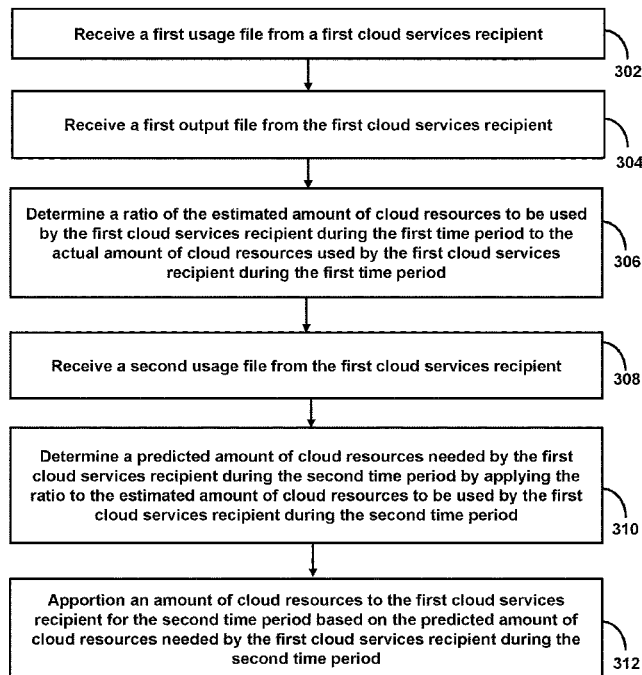 Receive a first usage file from a first cloud services recipient
302
Receive a first output file from the first cloud services recipient
304
Determine a ratio of the estimated amount of cloud resources to be used
by the first cloud services recipient during the first time period to the
actual amount of cloud resources used by the first cloud services
recipient during the first time period
306
Receive a second usage file from the first cloud services recipient
308
Determine a predicted amount of cloud resources needed by the first
cloud services recipient during the second time period by applying the
ratio to the estimated amount of cloud resources to be used by the first
cloud services recipient during the second time period
310
Apportion an amount of cloud resources to the first cloud services
recipient for the second time period based on the predicted amount of
cloud resources needed by the first cloud services recipient during the
second time period
312